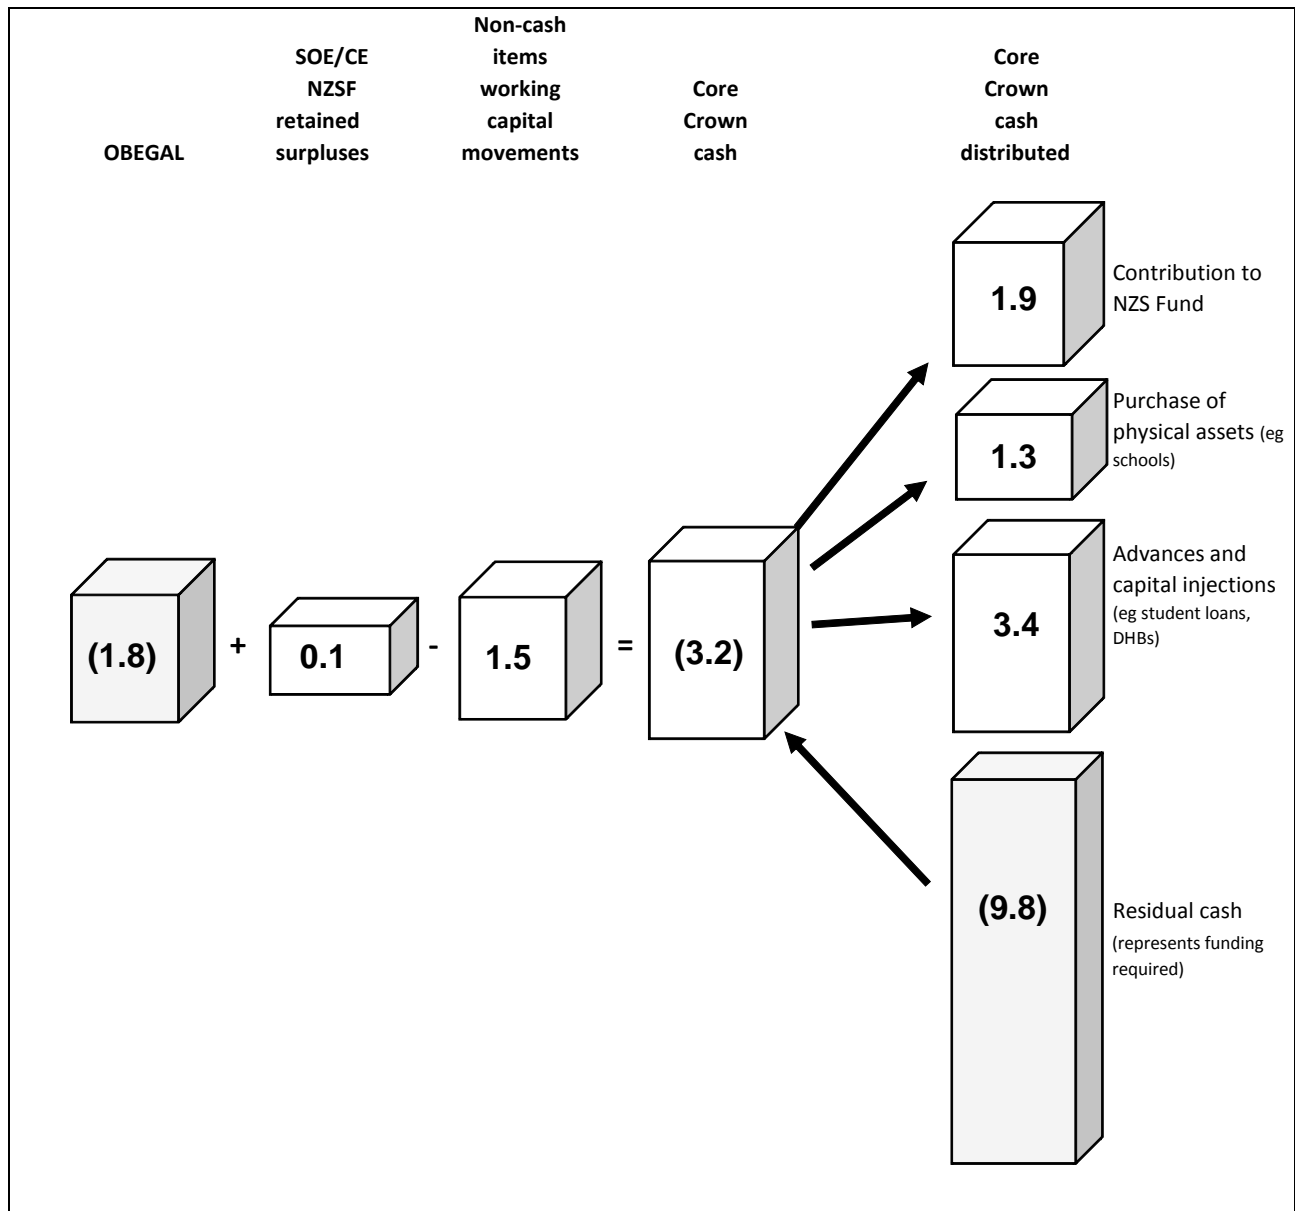 OBEGAL
SOE/CE
NZSF
retained
surpluses
Non-cash
items
working
capital
movements
Core
Crown
cash
Core
Crown
cash
distributed
(1.8)
+
0.1
-
1.5
=
(3.2)
1.9
Contribution to
NZS Fund
1.3
Purchase of
physical assets (eg
schools)
3.4
Advances and
capital injections
(eg student loans,
DHBs)
(9.8)
Residual cash
(represents funding
required)